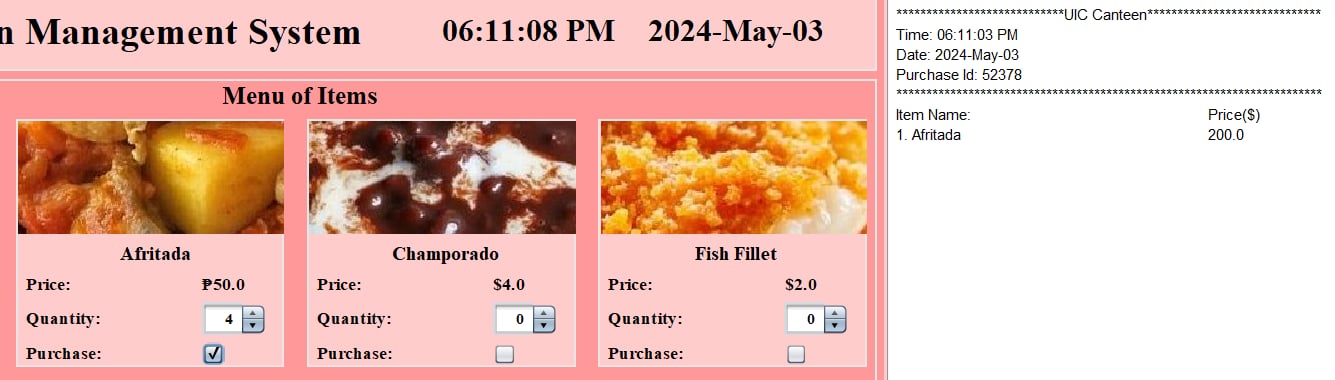 n Management System
06:11:08 PM 2024-May-03
Menu of Items
Afritada
Price: ₱50.0
Quantity: 4
Purchase:
Champorado
Price: $4.0
Quantity: 0
Purchase:
Fish Fillet
Price: $2.0
Quantity: 0
Purchase:
****************************UIC Canteen*****************************
Time: 06:11:03 PM
Date: 2024-May-03
Purchase Id: 52378
***********************************************************************
Item Name: Price($)
1. Afritada 200.0